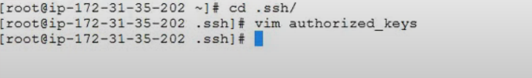 [root@ip-172-31-35-202 ~]# cd .ssh/
[root@ip-172-31-35-202 .ssh]# vim authorized_keys
[root@ip-172-31-35-202 .ssh]#